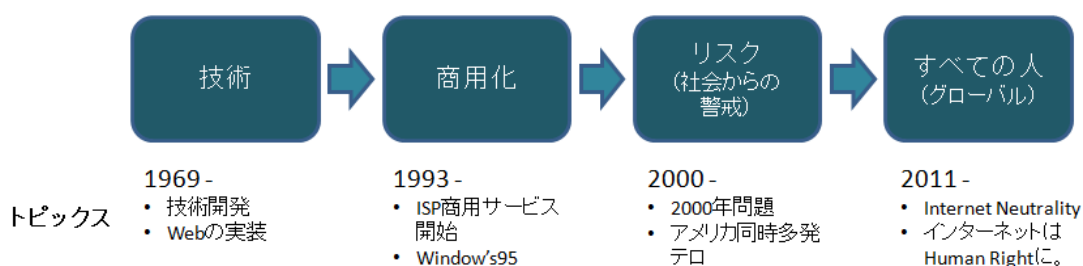 技術
商用化
リスク
(社会からの
警戒)
すべての人
(グローバル)
トピックス
1969 -
• 技術開発
• Webの実装
1993 -
• ISP商用サービス
開始
• Window's95
2000 -
• 2000年問題
• アメリカ同時多発
テロ
2011 -
• Internet Neutrality
• インターネットは
Human Rightに。